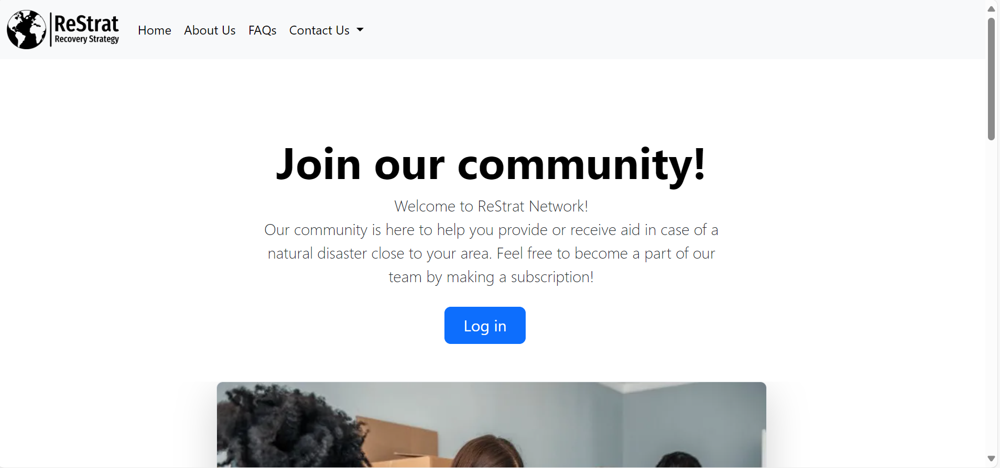 ReStrat
Recovery Strategy
Home About Us FAQs Contact Us
Join our community!
Welcome to ReStrat Network!
Our community is here to help you provide or receive aid in case of a
natural disaster close to your area. Feel free to become a part of our
team by making a subscription!
Log in